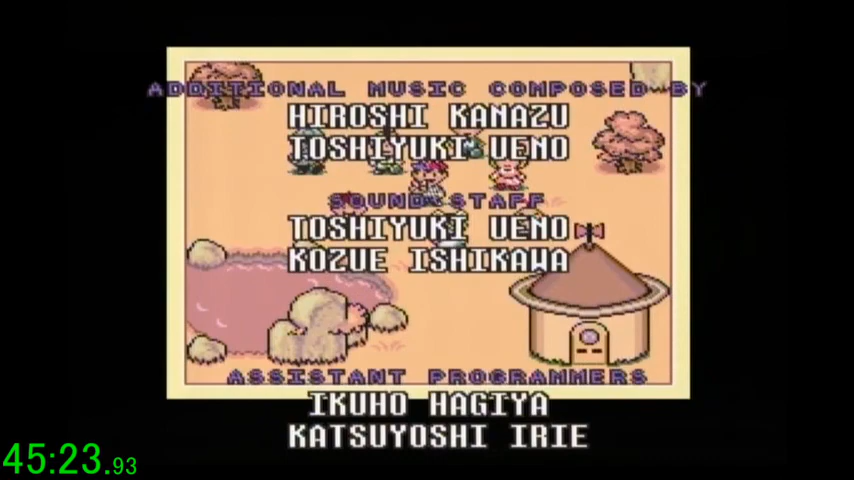 ADDITIONAL MUSIC COMPOSED BY
HIROSHI KANAZU
TOSHIYUKI UENO
SOUND STAFF
TOSHIYUKI UENO
KOZUE ISHIKAWA
ASSISTANT PROGRAMMERS
IKUHO HAGIYA
KATSUYOSHI IRIE
45:23.93